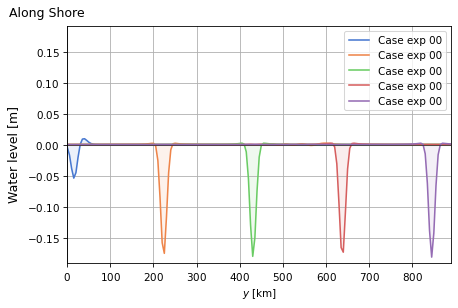 Along Shore
Water level [m]
0.15
0.10
0.05
0.00
−0.05
−0.10
−0.15
0 100 200 300 400 500 600 700 800
y [km]
Case exp 00
Case exp 00
Case exp 00
Case exp 00
Case exp 00